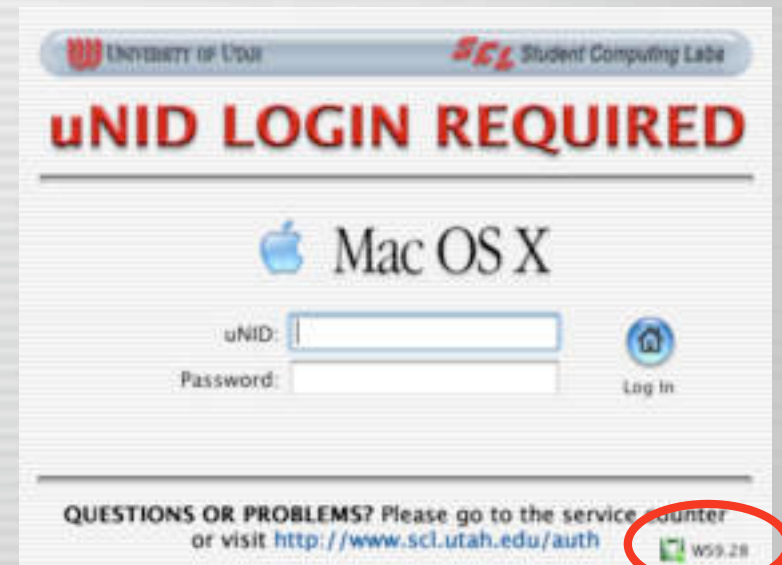 UNIVERSITY OF UTAH
SCL Student Computing Labs
uNID LOGIN REQUIRED
Mac OS X
uNID:
Password:
Log In
QUESTIONS OR PROBLEMS? Please go to the service counter
or visit http://www.scl.utah.edu/auth
W59.28